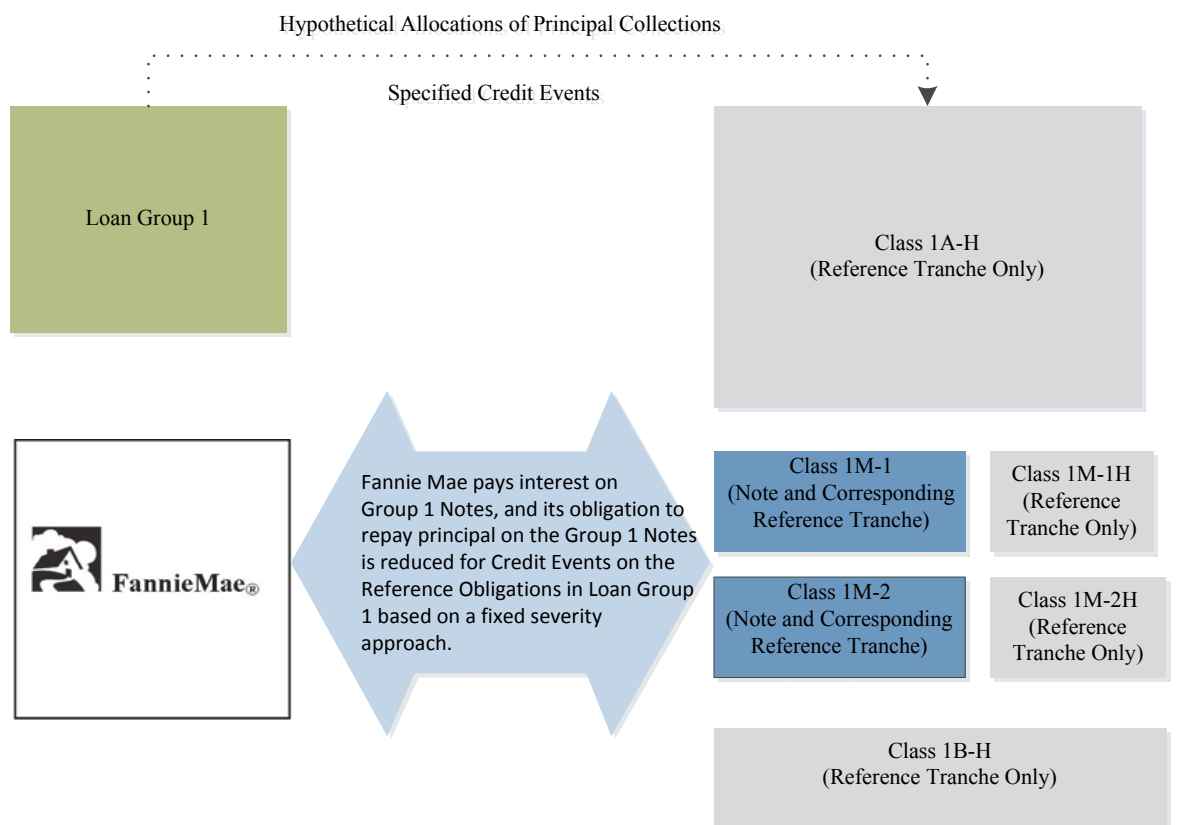 Hypothetical Allocations of Principal Collections
Specified Credit Events
Loan Group 1
Class 1A-H
(Reference Tranche Only)
FannieMae®
Fannie Mae pays interest on
Group 1 Notes, and its obligation to
repay principal on the Group 1 Notes
is reduced for Credit Events on the
Reference Obligations in Loan Group
1 based on a fixed severity
approach.
Class 1M-1
(Note and Corresponding
Reference Tranche)
Class 1M-1H
(Reference
Tranche Only)
Class 1M-2
(Note and Corresponding
Reference Tranche)
Class 1M-2H
(Reference
Tranche Only)
Class 1B-H
(Reference Tranche Only)